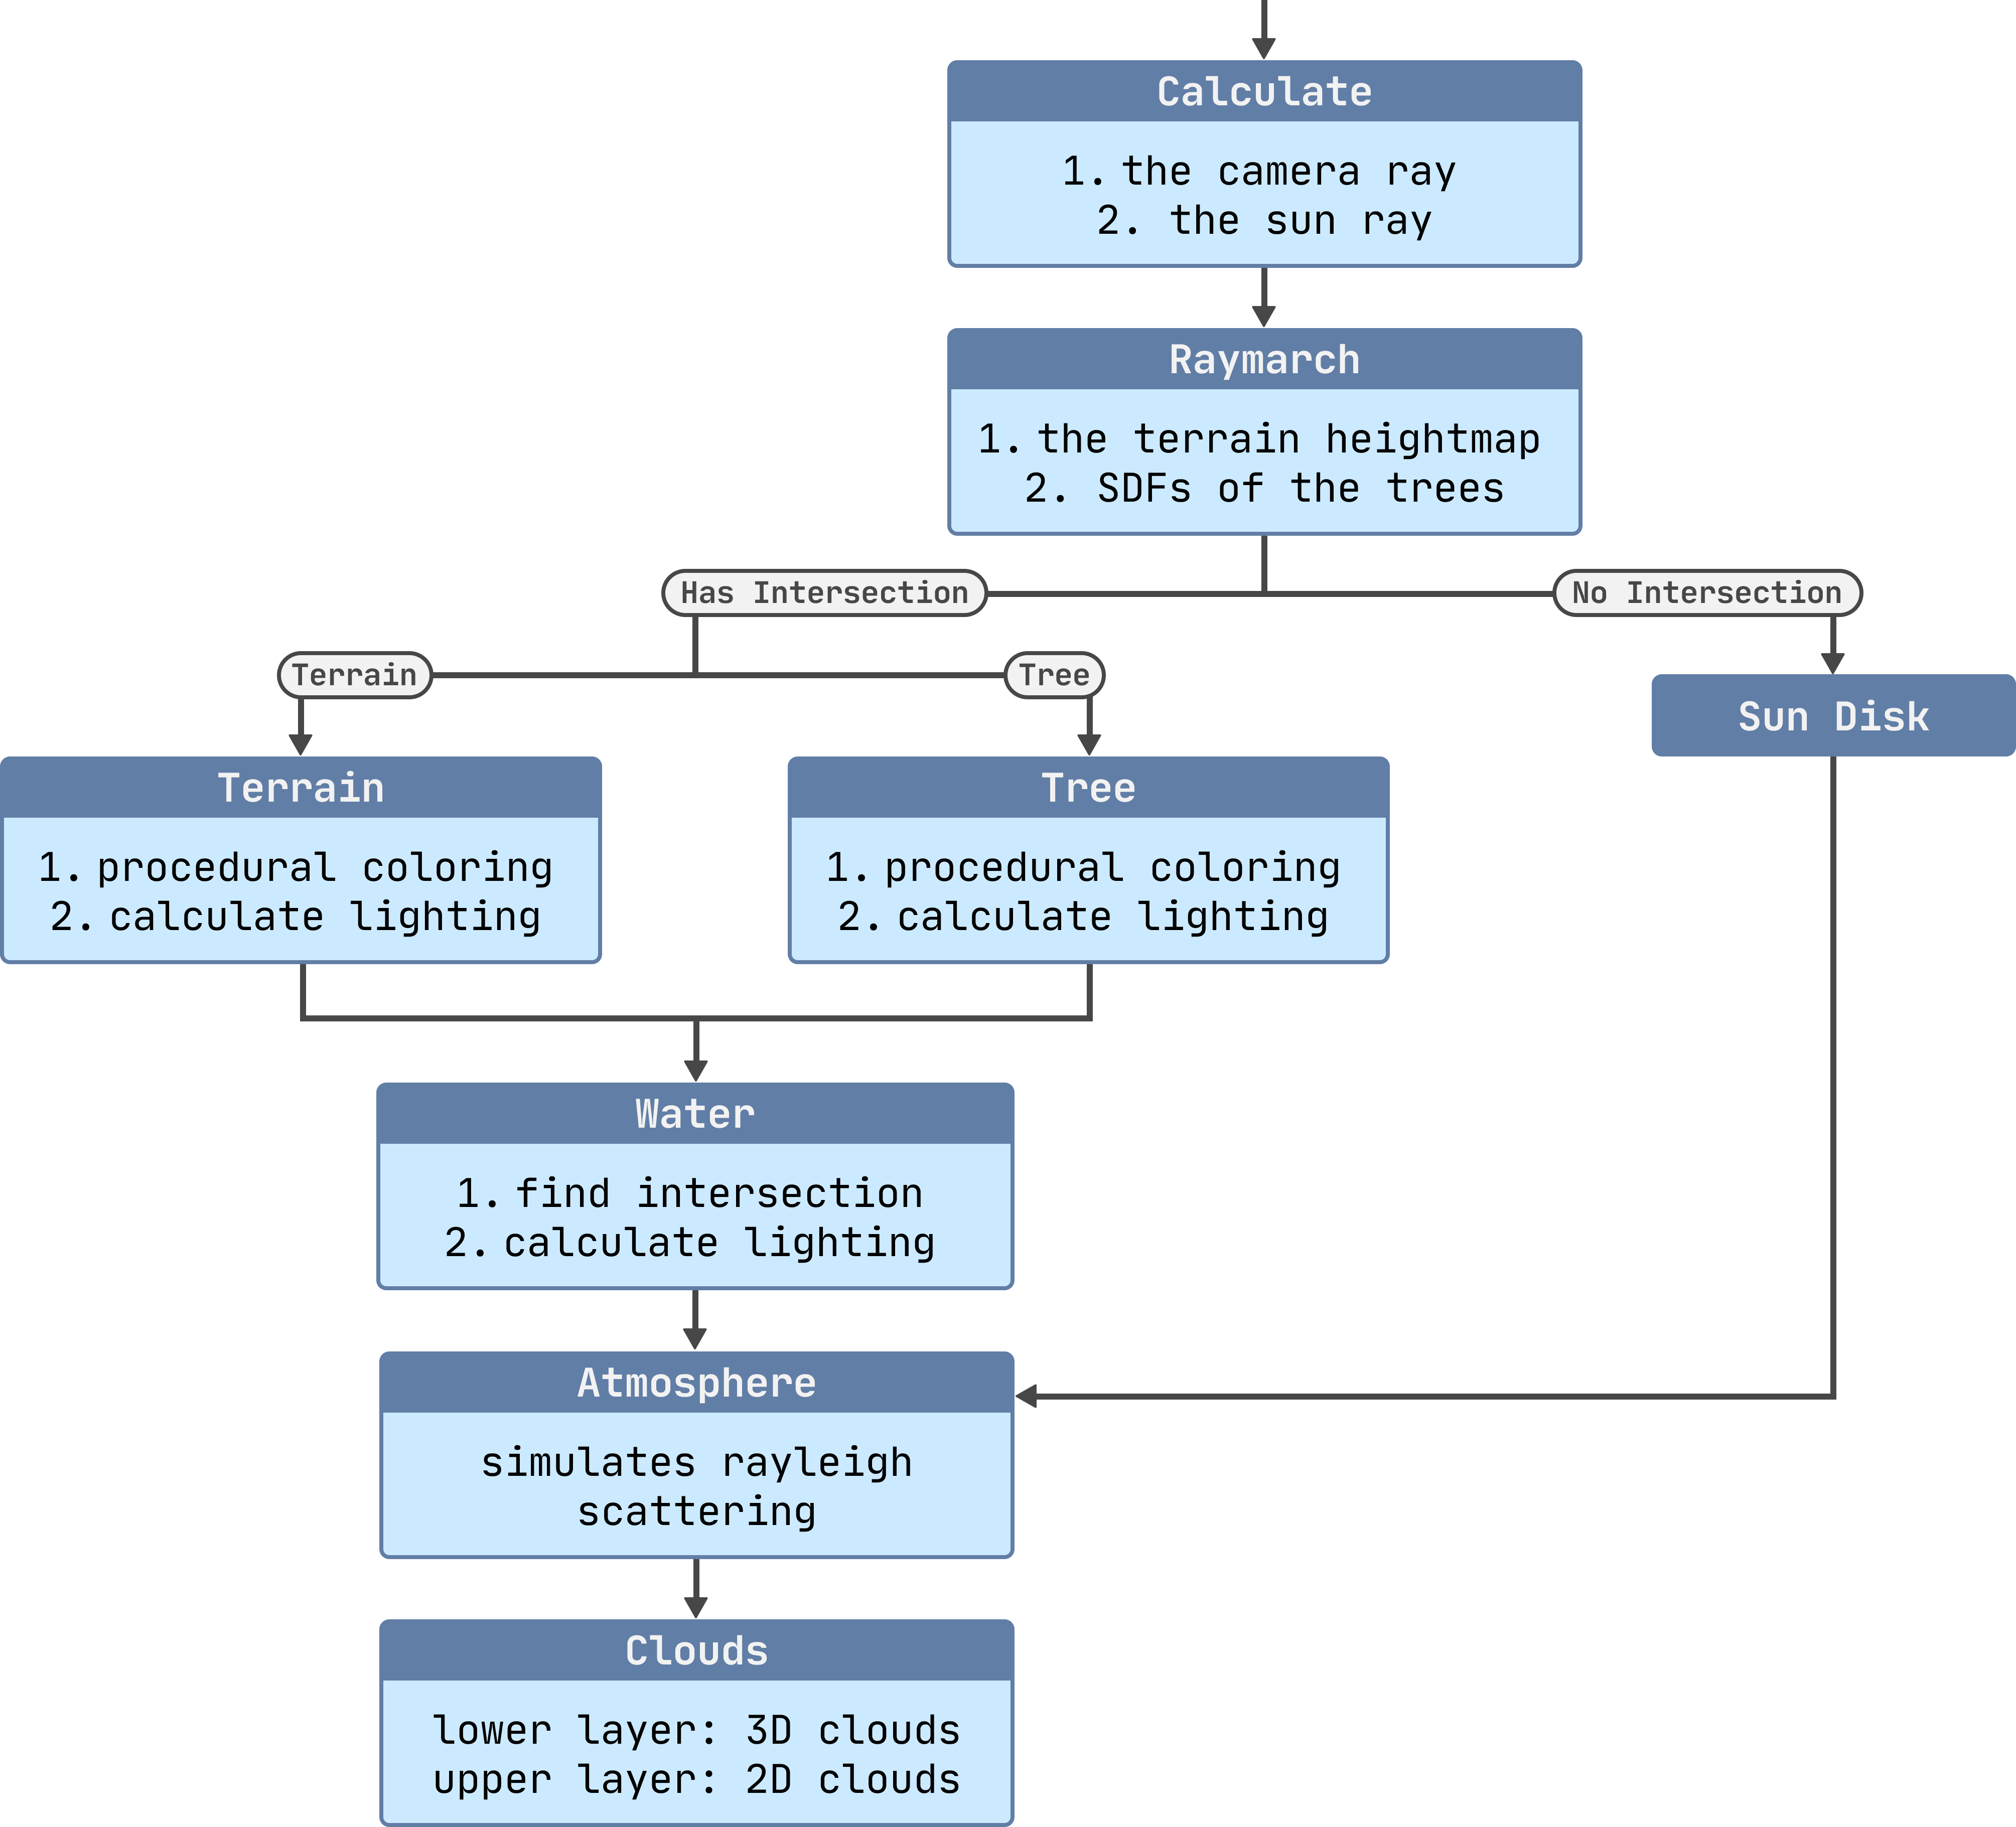 Calculate
1. the camera ray
2. the sun ray
Raymarch
1. the terrain heightmap
2. SDFs of the trees
Has Intersection
No Intersection
Terrain
Tree
Sun Disk
Terrain
1. procedural coloring
2. calculate lighting
Tree
1. procedural coloring
2. calculate lighting
Water
1. find intersection
2. calculate lighting
Atmosphere
simulates rayleigh
scattering
Clouds
lower layer: 3D clouds
upper layer: 2D clouds